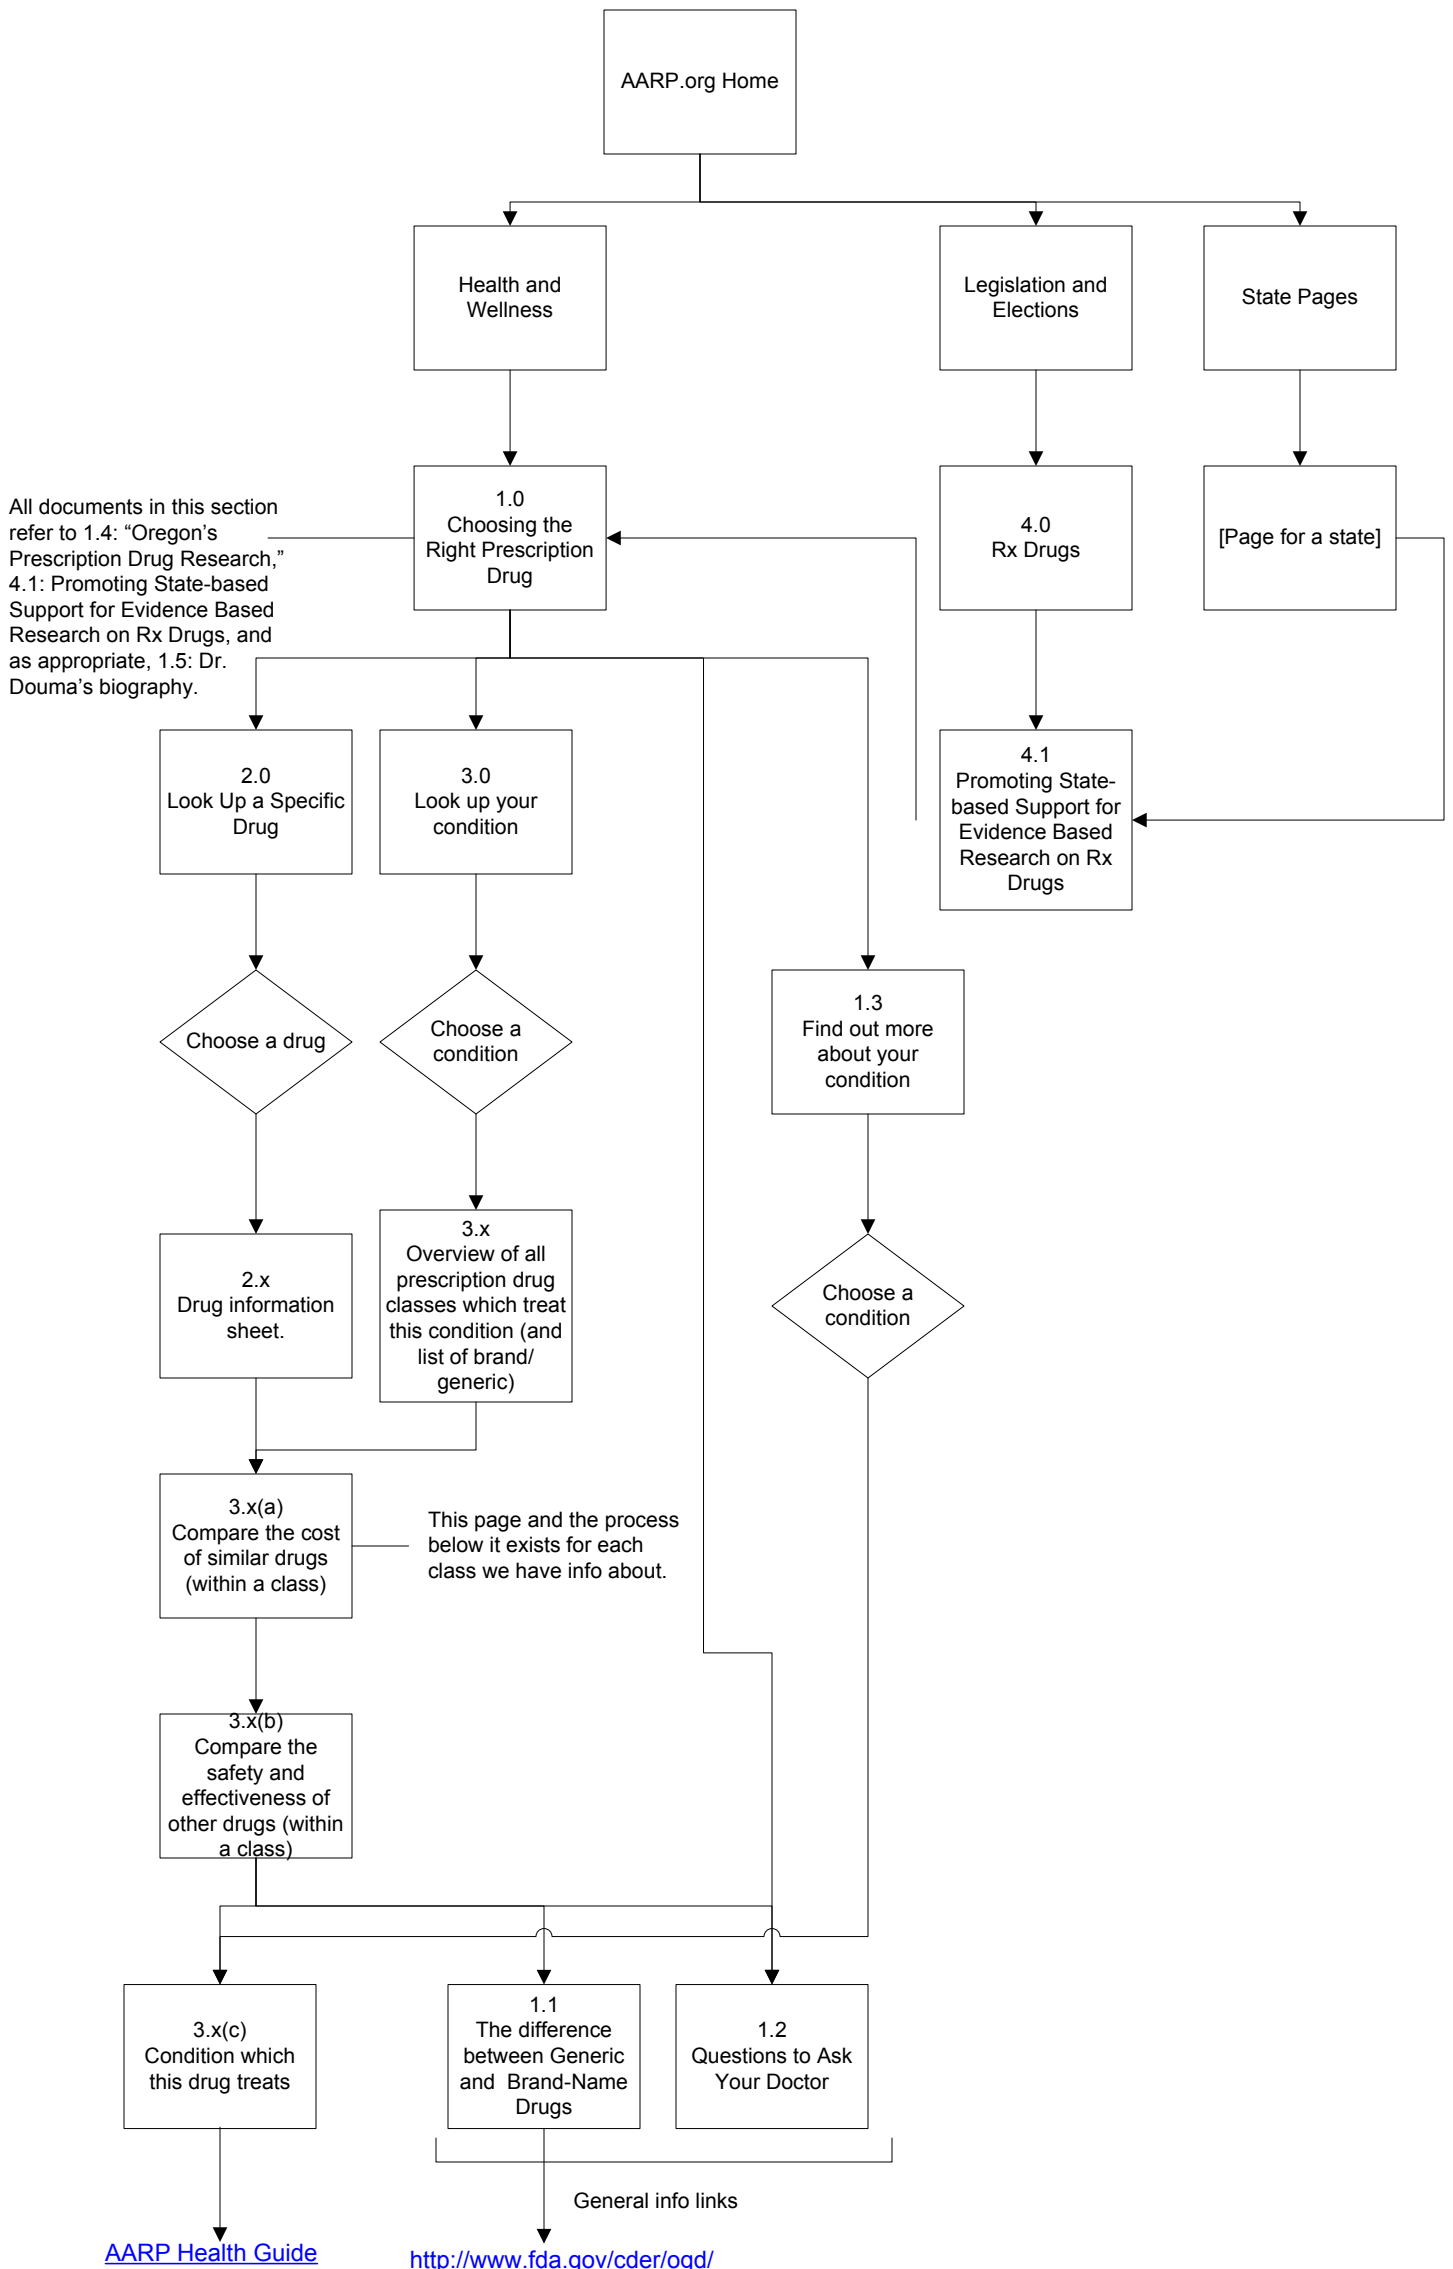 AARP.org Home
Health and
Wellness
Legislation and
Elections
State Pages
All documents in this section
refer to 1.4: “Oregon’s
Prescription Drug Research,”
4.1: Promoting State-based
Support for Evidence Based
Research on Rx Drugs, and
as appropriate, 1.5: Dr.
Douma’s biography.
1.0
Choosing the
Right Prescription
Drug
4.0
Rx Drugs
[Page for a state]
2.0
Look Up a Specific
Drug
3.0
Look up your
condition
4.1
Promoting State-
based Support for
Evidence Based
Research on Rx
Drugs
Choose a drug
Choose a
condition
1.3
Find out more
about your
condition
2.x
Drug information
sheet.
3.x
Overview of all
prescription drug
classes which treat
this condition (and
list of brand/
generic)
Choose a
condition
3.x(a)
Compare the cost
of similar drugs
(within a class)
This page and the process
below it exists for each
class we have info about.
3.x(b)
Compare the
safety and
effectiveness of
other drugs (within
a class)
3.x(c)
Condition which
this drug treats
1.1
The difference
between Generic
and Brand-Name
Drugs
1.2
Questions to Ask
Your Doctor
General info links
AARP Health Guide
http://www.fda.gov/cder/ogd/